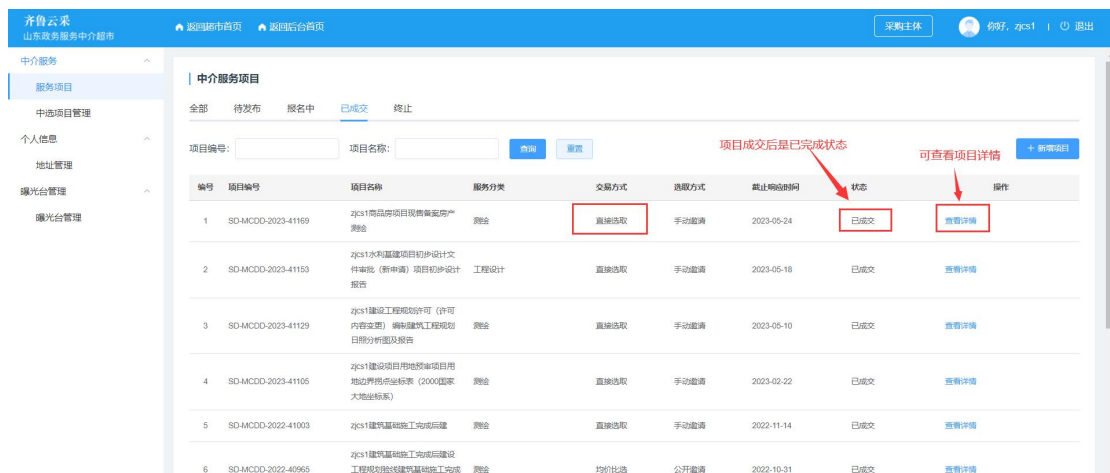 齐鲁云采
山东政务服务中介超市
返回超市首页 返回后台首页
采购主体
你好，zjcs1 | 退出
中介服务
服务项目
中选项目管理
个人信息
地址管理
曝光台管理
曝光台管理
中介服务项目
全部 待发布 报名中 已成交 终止
项目编号： 项目名称： 查询 重置 + 新增项目
项目成交后是已完成状态
可查看项目详情
编号 项目编号 项目名称 服务分类 交易方式 选取方式 截止响应时间 状态 操作
1 SD-MCDD-2023-41169 zjcs1商品房项目现售备案房产
测绘 测绘 直接选取 手动邀请 2023-05-24 已成交 查看详情
2 SD-MCDD-2023-41153 zjcs1水利基建项目初步设计文
件审批（新申请）项目初步设计
报告 工程设计 直接选取 手动邀请 2023-05-18 已成交 查看详情
3 SD-MCDD-2023-41129 zjcs1建设工程规划许可（许可
内容变更） 编制建筑工程规划
日照分析图及报告 测绘 直接选取 手动邀请 2023-05-10 已成交 查看详情
4 SD-MCDD-2023-41105 zjcs1建设项目用地预审项目用
地边界拐点坐标表（2000国家
大地坐标系） 测绘 直接选取 手动邀请 2023-02-22 已成交 查看详情
5 SD-MCDD-2022-41003 zjcs1建筑基础施工完成后建 测绘 直接选取 手动邀请 2022-11-14 已成交 查看详情
6 SD-MCDD-2022-40965 zjcs1建筑基础施工完成后建设
工程规划验线建筑基础施工完成 测绘 均价比选 公开邀请 2022-10-31 已成交 查看详情